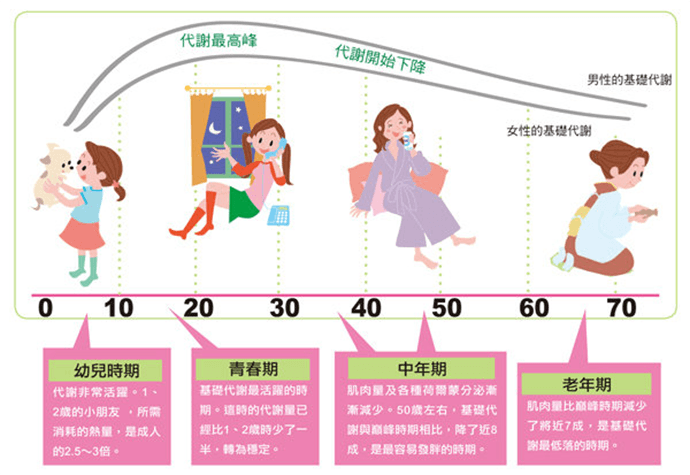 代謝最高峰
代謝開始下降
男性的基礎代謝
女性的基礎代謝
0 10 20 30 40 50 60 70
幼兒時期
代謝非常活躍。1、
2歲的小朋友，所需
消耗的熱量，是成人
的2.5～3倍。
青春期
基礎代謝最活躍的時
期。這時的代謝量已
經比1、2歲時少了一
半，轉為穩定。
中年期
肌肉量及各種荷爾蒙分泌漸
漸減少。50歲左右，基礎代
謝與巔峰時期相比，降了近8
成，是最容易發胖的時期。
老年期
肌肉量比巔峰時期減少
了將近7成，是基礎代
謝最低落的時期。